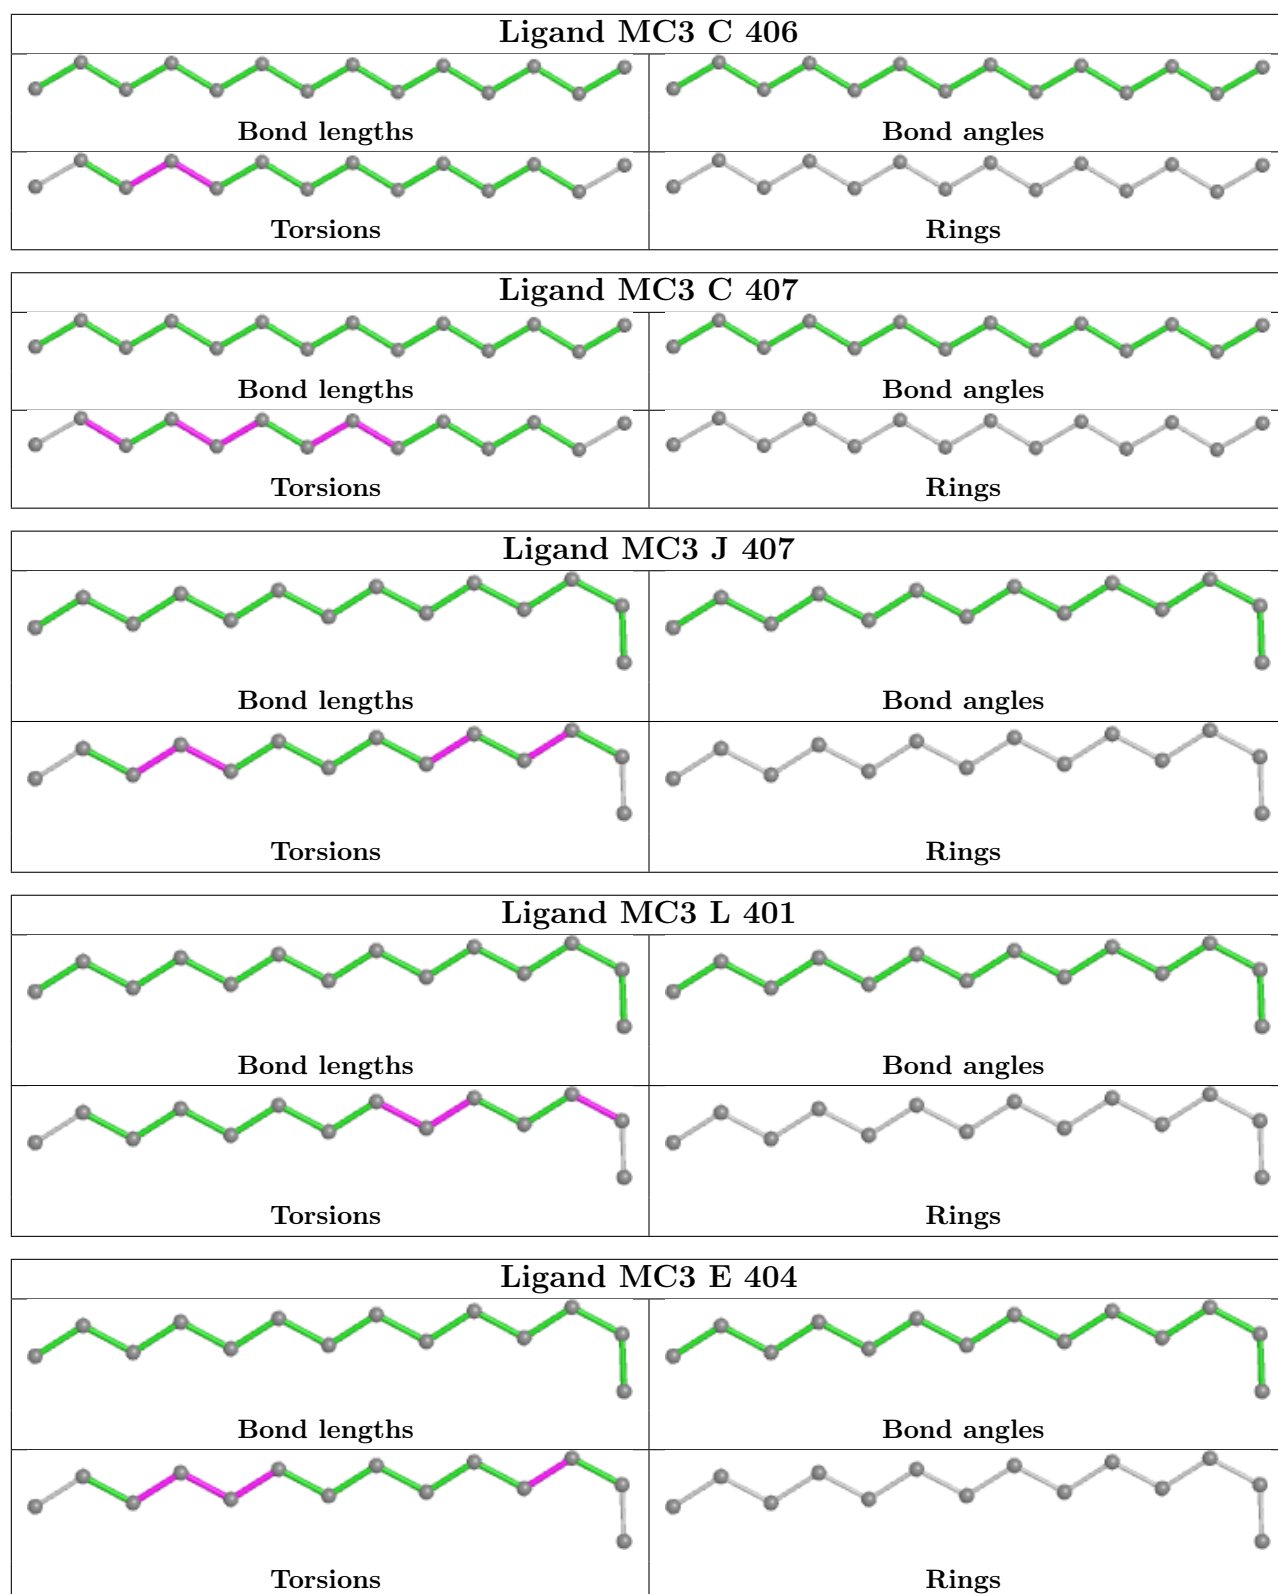 Ligand MC3 C 406
Bond lengths
Bond angles
Torsions
Rings
Ligand MC3 C 407
Bond lengths
Bond angles
Torsions
Rings
Ligand MC3 J 407
Bond lengths
Bond angles
Torsions
Rings
Ligand MC3 L 401
Bond lengths
Bond angles
Torsions
Rings
Ligand MC3 E 404
Bond lengths
Bond angles
Torsions
Rings